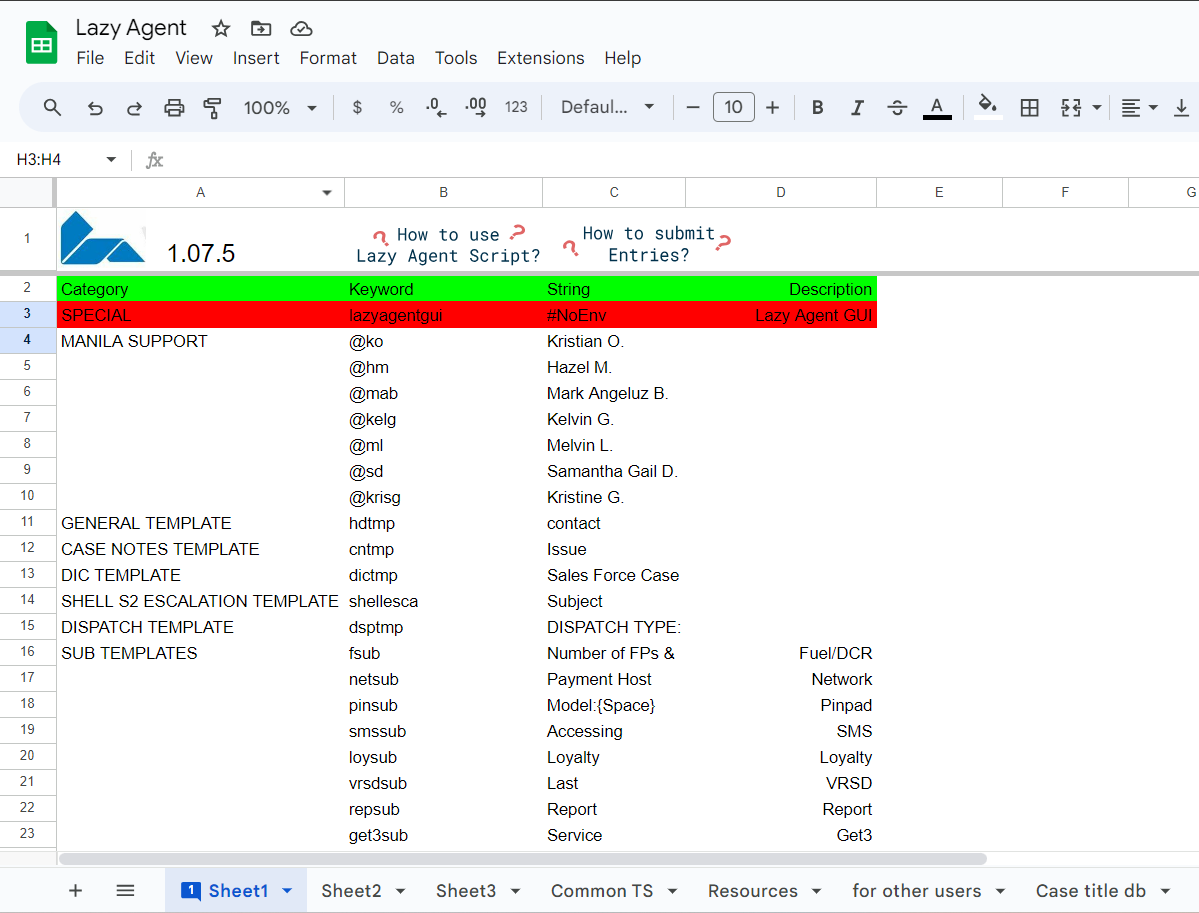 Lazy Agent
File Edit View Insert Format Data Tools Extensions Help
100% $ % .0 .00 123 Defaul... 10 B I A
H3:H4 fx
A B C D E F G
1 1.07.5 ? How to use ? ? How to submit ?
Lazy Agent Script? Entries?
2 Category Keyword String Description
3 SPECIAL lazyagentgui #NoEnv Lazy Agent GUI
4 MANILA SUPPORT @ko Kristian O.
5 @hm Hazel M.
6 @mab Mark Angeluz B.
7 @kelg Kelvin G.
8 @ml Melvin L.
9 @sd Samantha Gail D.
10 @krisg Kristine G.
11 GENERAL TEMPLATE hdtmp contact
12 CASE NOTES TEMPLATE cntmp Issue
13 DIC TEMPLATE dictmp Sales Force Case
14 SHELL S2 ESCALATION TEMPLATE shellesca Subject
15 DISPATCH TEMPLATE dsptmp DISPATCH TYPE:
16 SUB TEMPLATES fsub Number of FPs & Fuel/DCR
17 netsub Payment Host Network
18 pinsub Model:{Space} Pinpad
19 smssub Accessing SMS
20 loysub Loyalty Loyalty
21 vrsdsub Last VRSD
22 repsub Report Report
23 get3sub Service Get3
1 Sheet1 Sheet2 Sheet3 Common TS Resources for other users Case title db